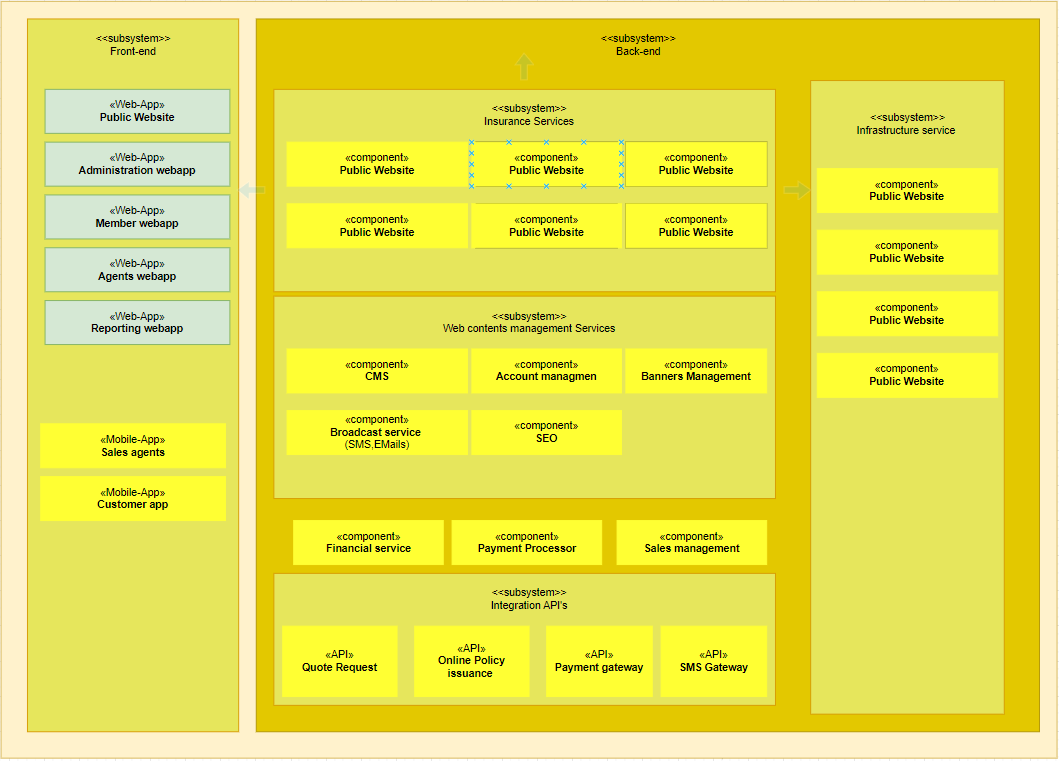 <<subsystem>>
Front-end
«Web-App»
Public Website
«Web-App»
Administration webapp
«Web-App»
Member webapp
«Web-App»
Agents webapp
«Web-App»
Reporting webapp
«Mobile-App»
Sales agents
«Mobile-App»
Customer app
<<subsystem>>
Back-end
<<subsystem>>
Insurance Services
«component»
Public Website
«component»
Public Website
«component»
Public Website
«component»
Public Website
«component»
Public Website
«component»
Public Website
<<subsystem>>
Web contents management Services
«component»
CMS
«component»
Account managmen
«component»
Banners Management
«component»
Broadcast service
(SMS,EMails)
«component»
SEO
«component»
Financial service
«component»
Payment Processor
«component»
Sales management
<<subsystem>>
Integration API's
«API»
Quote Request
«API»
Online Policy
issuance
«API»
Payment gateway
«API»
SMS Gateway
<<subsystem>>
Infrastructure service
«component»
Public Website
«component»
Public Website
«component»
Public Website
«component»
Public Website